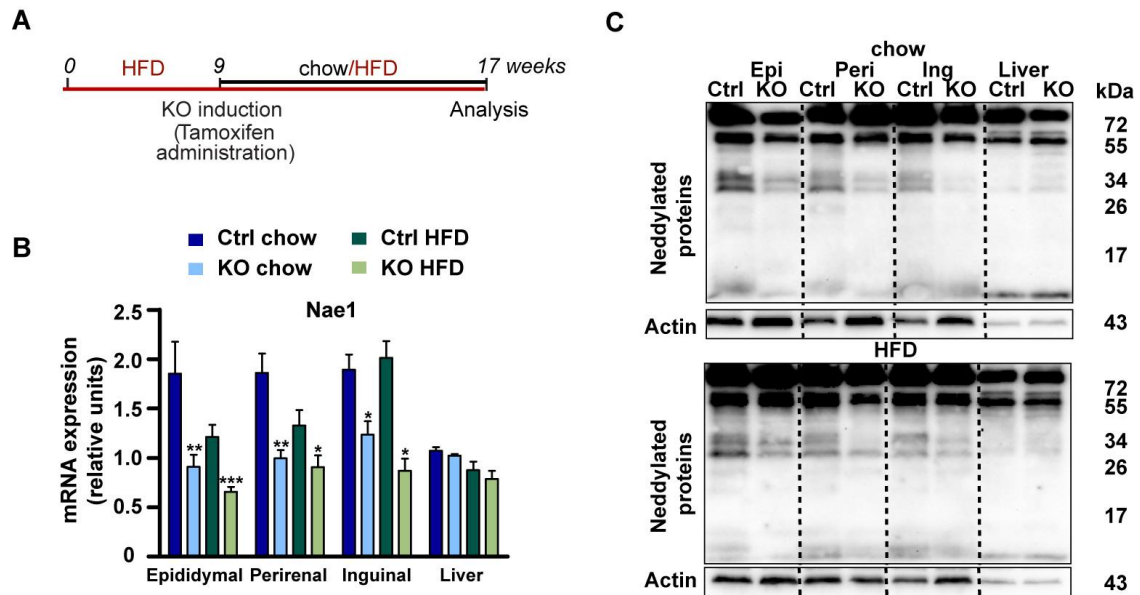 A
0 HFD 9 chow/HFD 17 weeks
KO induction
(Tamoxifen
administration)
Analysis
B
Ctrl chow Ctrl HFD
KO chow KO HFD
Nae1
mRNA expression
(relative units)
2.5
2.0
1.5
1.0
0.5
0
** *** ** * * *
Epididymal Perirenal Inguinal Liver
C
chow
Epi Peri Ing Liver
Ctrl KO Ctrl KO Ctrl KO Ctrl KO kDa
Neddylated
proteins
72
55
34
26
17
Actin 43
HFD
Neddylated
proteins
72
55
34
26
17
Actin 43